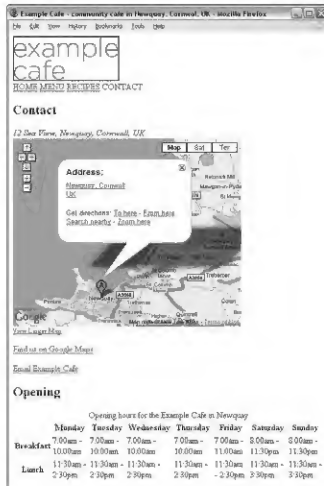 Example Cafe - community cafe in Newquay, Cornwall, UK - Mozilla Firefox
File Edit View History Bookmarks Tools Help
example
cafe
HOME MENU RECIPES CONTACT
Contact
12 Sea View, Newquay, Cornwall, UK
Map Sat Ter
Address:
Newquay, Cornwall
UK
Get directions: To here - From here
Search nearby - Zoom here
Newquay
Google
View Larger Map
Find us on Google Maps
Email Example Cafe
Opening
Opening hours for the Example Cafe in Newquay
Monday Tuesday Wednesday Thursday Friday Saturday Sunday
Breakfast 7:00am - 7:00am - 7:00am - 7:00am - 7:00am - 8:00am - 8:00am -
10:00am 10:00am 10:00am 10:00am 11:00am 11:30pm 11:30pm
Lunch 11:30am - 11:30am - 11:30am - 11:30am 11:30am - 11:30am - 11:30am -
2:30pm 2:30pm 2:30pm - 2:30pm 3:30pm 3:30pm 3:30pm